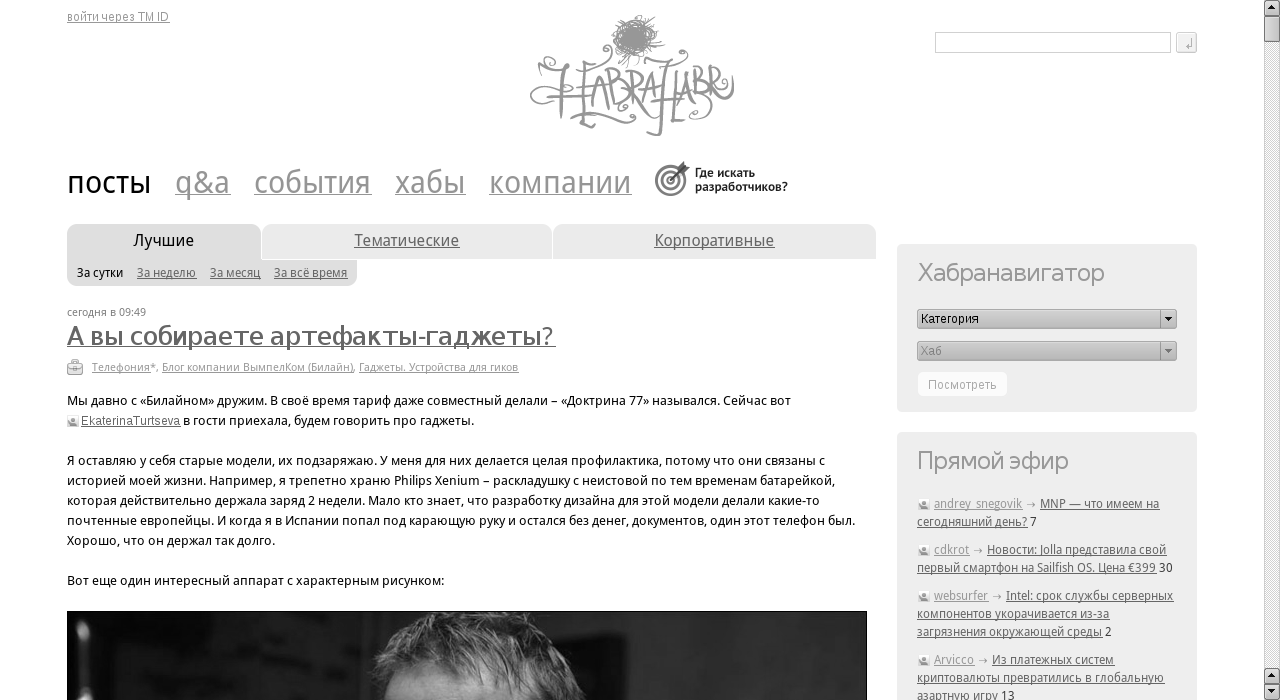 войти через TM ID
HABRAHABR
посты q&a события хабы компании
Где искать
разработчиков?
Лучшие Тематические Корпоративные
За сутки За неделю За месяц За всё время
сегодня в 09:49
А вы собираете артефакты-гаджеты?
Телефония*, Блог компании ВымпелКом (Билайн), Гаджеты. Устройства для гиков
Мы давно с «Билайном» дружим. В своё время тариф даже совместный делали – «Доктрина 77» назывался. Сейчас вот
EkaterinaTurtseva в гости приехала, будем говорить про гаджеты.
Я оставляю у себя старые модели, их подзаряжаю. У меня для них делается целая профилактика, потому что они связаны с
историей моей жизни. Например, я трепетно храню Philips Xenium – раскладушку с неистовой по тем временам батарейкой,
которая действительно держала заряд 2 недели. Мало кто знает, что разработку дизайна для этой модели делали какие-то
почтенные европейцы. И когда я в Испании попал под карающую руку и остался без денег, документов, один этот телефон был.
Хорошо, что он держал так долго.
Вот еще один интересный аппарат с характерным рисунком:
Хабранавигатор
Категория
Хаб
Посмотреть
Прямой эфир
andrey_snegovik → MNP — что имеем на
сегодняшний день? 7
cdkrot → Новости: Jolla представила свой
первый смартфон на Sailfish OS. Цена €399 30
websurfer → Intel: срок службы серверных
компонентов укорачивается из-за
загрязнения окружающей среды 2
Arvicco → Из платежных систем
криптовалюты превратились в глобальную
азартную игру 13